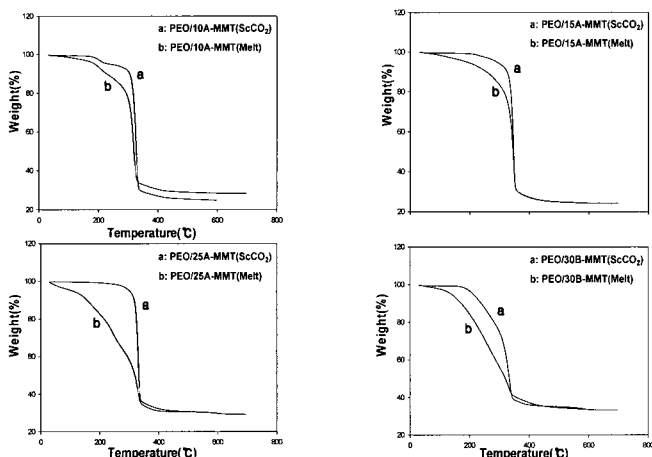 a: PEO/10A-MMT(ScCO₂)
b: PEO/10A-MMT(Melt)
a
b
Weight(%)
100
80
60
40
20
0 200 400 600 800
Temperature(℃)
a: PEO/15A-MMT(ScCO₂)
b: PEO/15A-MMT(Melt)
a
b
Weight(%)
100
80
60
40
20
0 200 400 600 800
Temperature(℃)
a: PEO/25A-MMT(ScCO₂)
b: PEO/25A-MMT(Melt)
a
b
Weight(%)
100
80
60
40
20
0 200 400 600 800
Temperature(℃)
a: PEO/30B-MMT(ScCO₂)
b: PEO/30B-MMT(Melt)
a
b
Weight(%)
100
80
60
40
20
0 200 400 600 800
Temperature(℃)